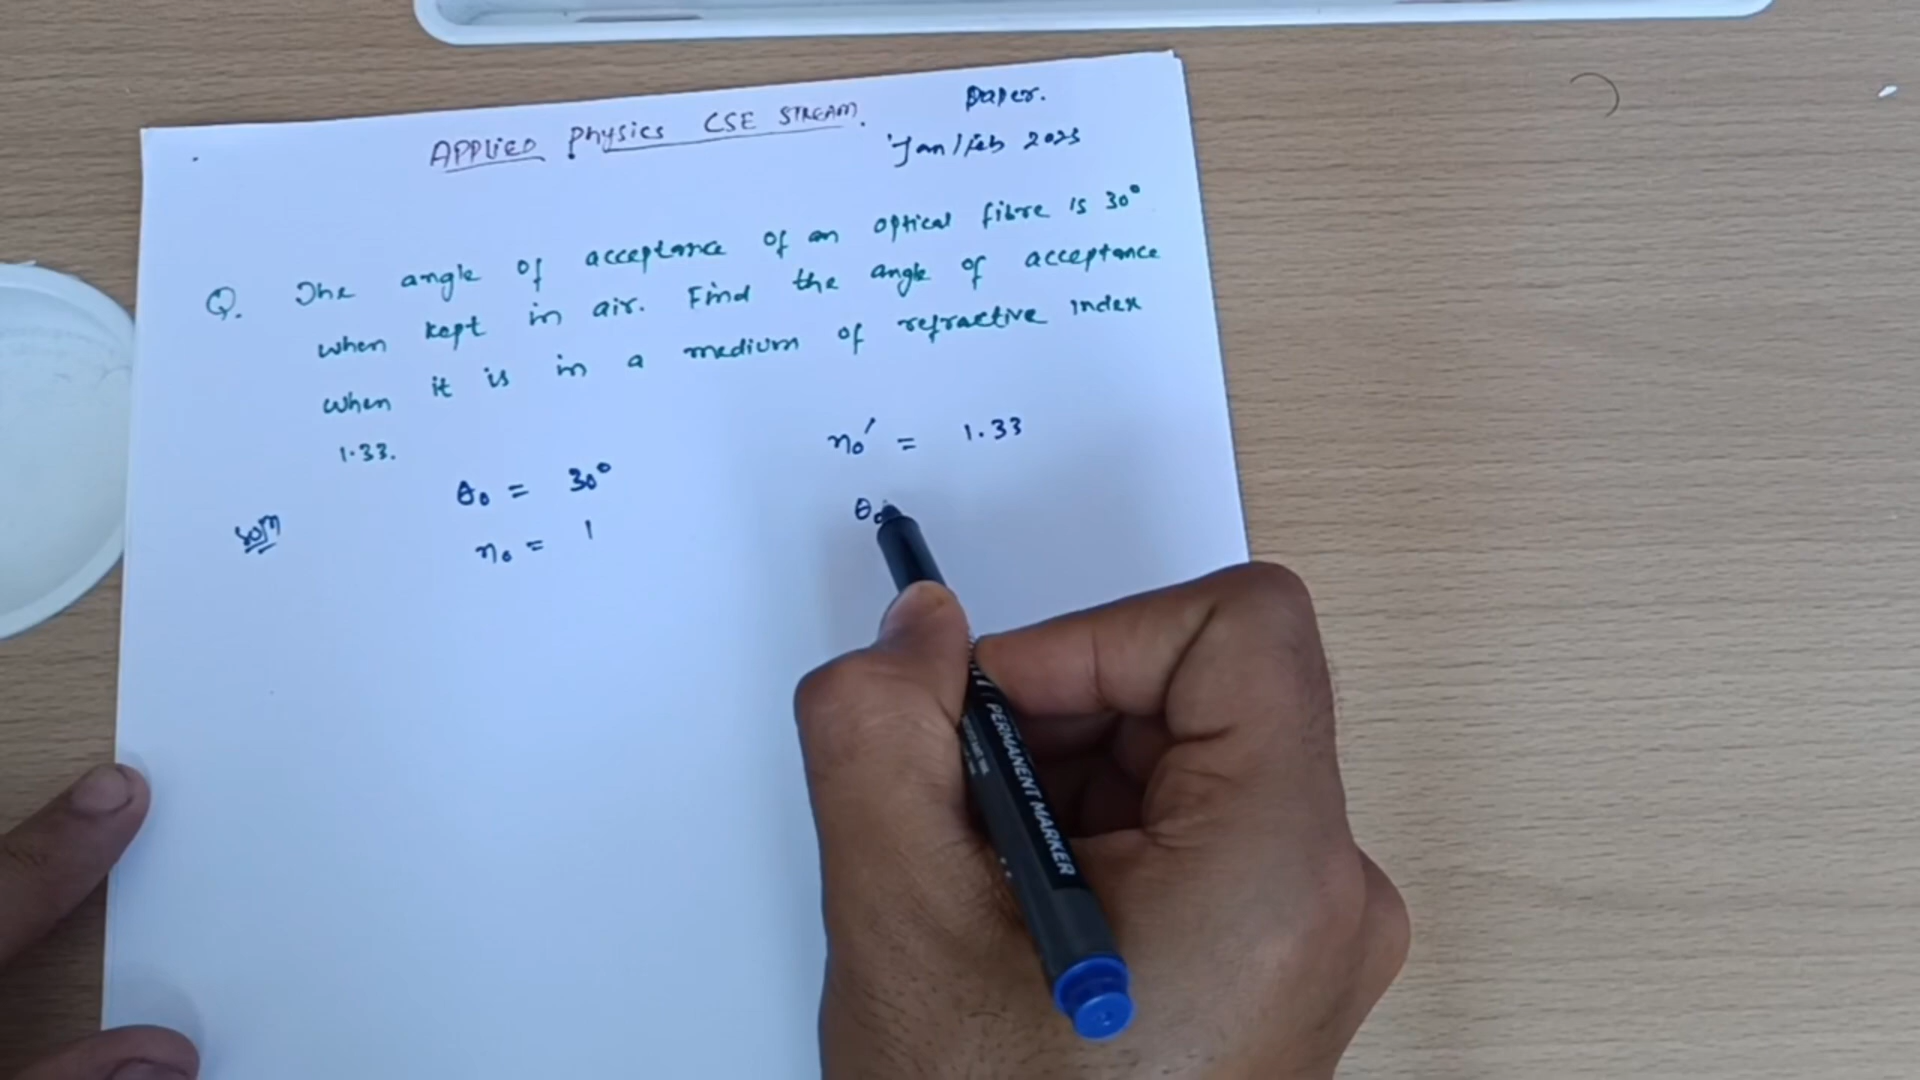 APPLIED Physics CSE STREAM.
Paper.
Jan/Feb 2023
Q. The angle of acceptance of an optical fibre is 30°
when kept in air. Find the angle of acceptance
when it is in a medium of refractive index
1.33.
Soln
θ₀ = 30°
n₀ = 1
n₀′ = 1.33
θ₀
PERMANENT MARKER